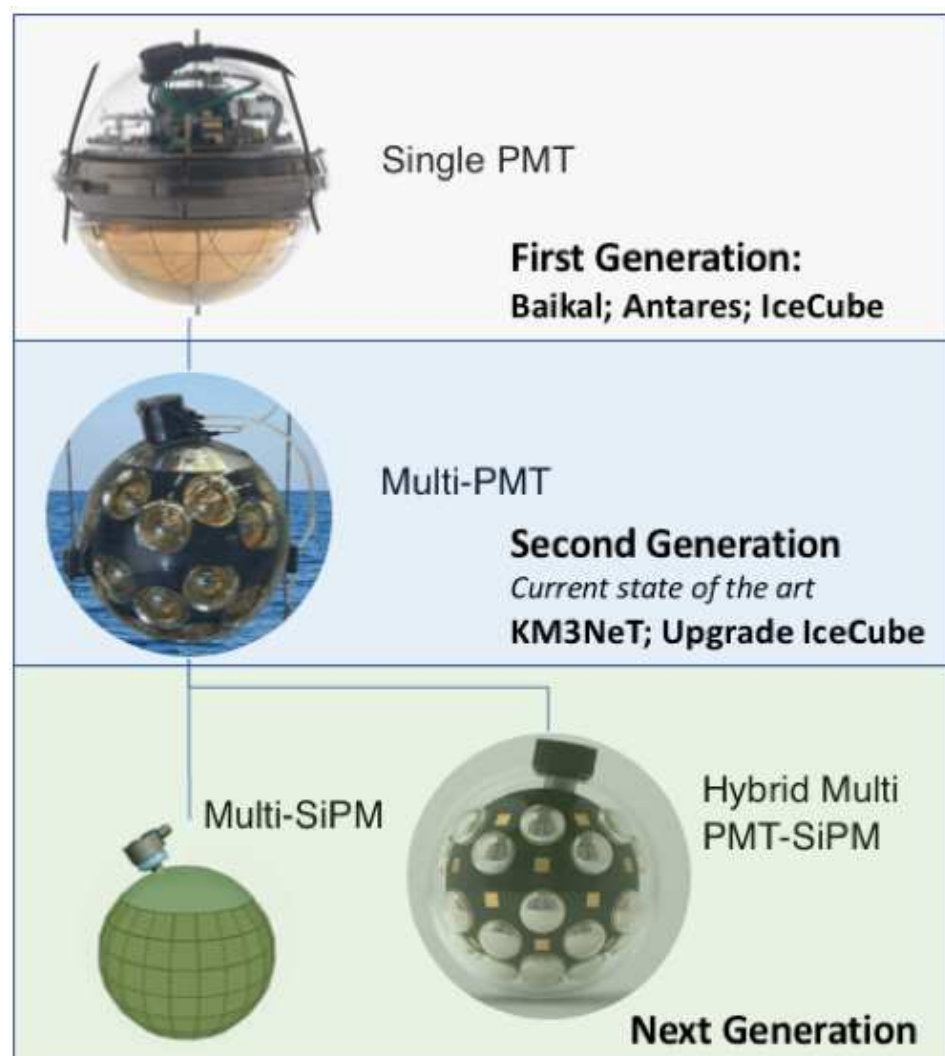 Single PMT
First Generation:
Baikal; Antares; IceCube
Multi-PMT
Second Generation
Current state of the art
KM3NeT; Upgrade IceCube
Multi-SiPM
Hybrid Multi
PMT-SiPM
Next Generation